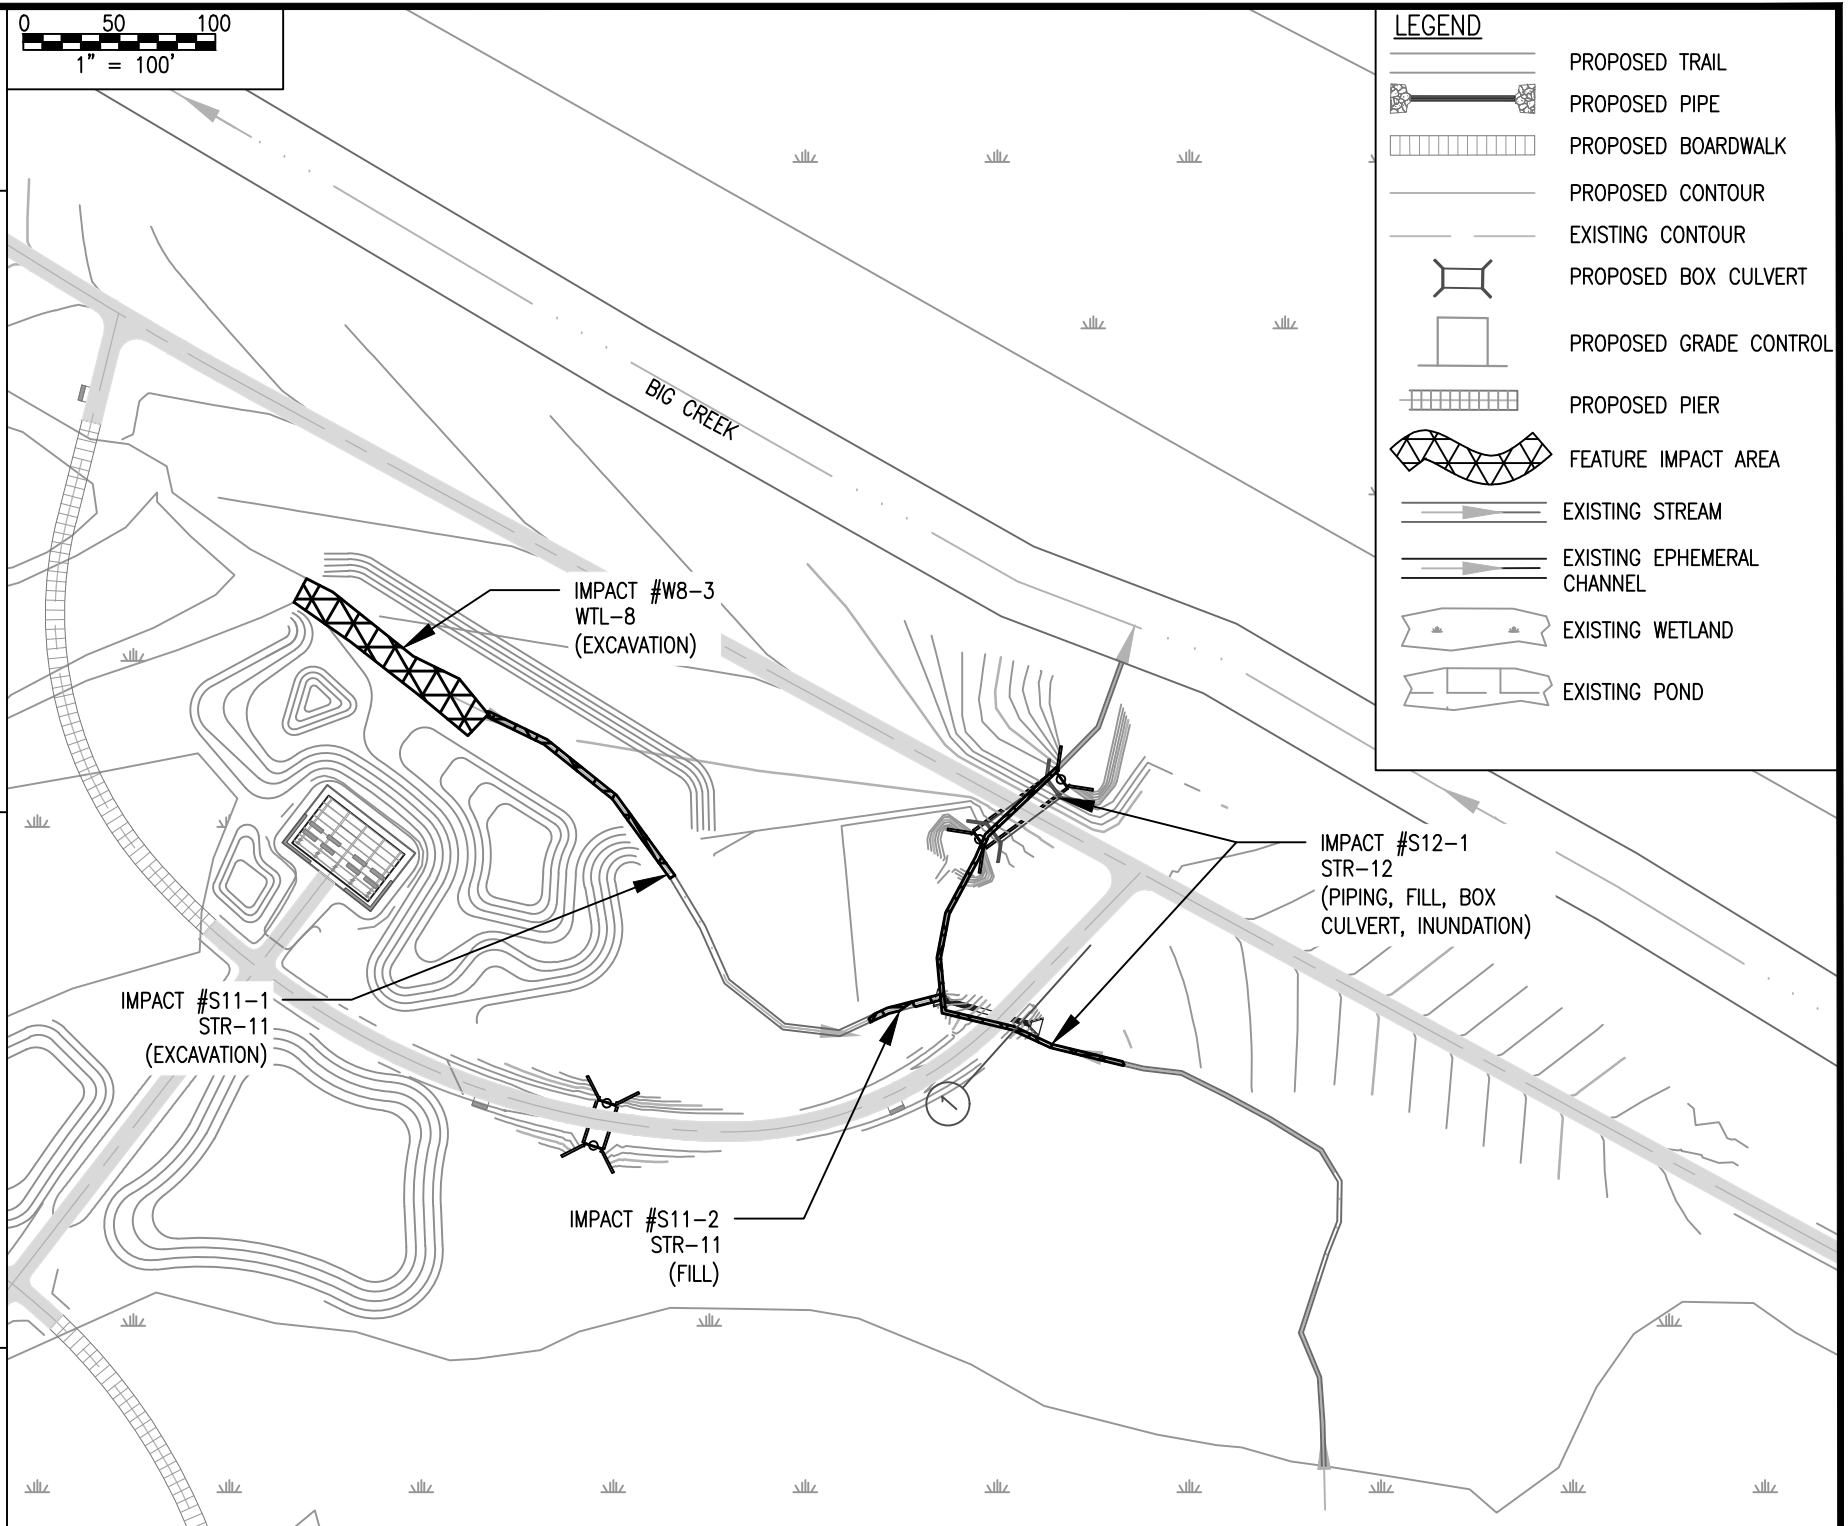 0 50 100
1" = 100'
LEGEND
PROPOSED TRAIL
PROPOSED PIPE
PROPOSED BOARDWALK
PROPOSED CONTOUR
EXISTING CONTOUR
PROPOSED BOX CULVERT
PROPOSED GRADE CONTROL
PROPOSED PIER
FEATURE IMPACT AREA
EXISTING STREAM
EXISTING EPHEMERAL
CHANNEL
EXISTING WETLAND
EXISTING POND
BIG CREEK
IMPACT #W8-3
WTL-8
(EXCAVATION)
IMPACT #S12-1
STR-12
(PIPING, FILL, BOX
CULVERT, INUNDATION)
IMPACT #S11-1
STR-11
(EXCAVATION)
1
IMPACT #S11-2
STR-11
(FILL)